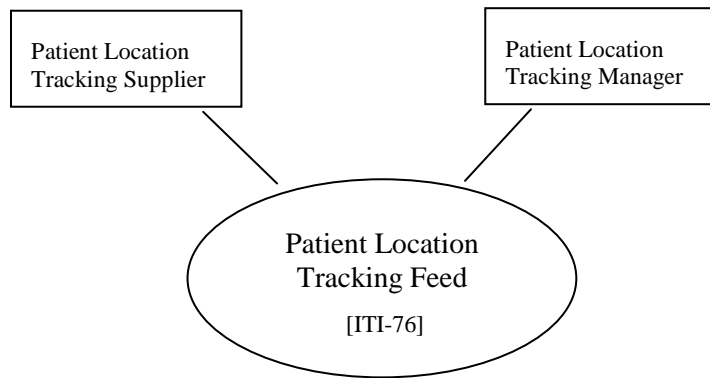 Patient Location
Tracking Supplier
Patient Location
Tracking Manager
Patient Location
Tracking Feed
[ITI-76]